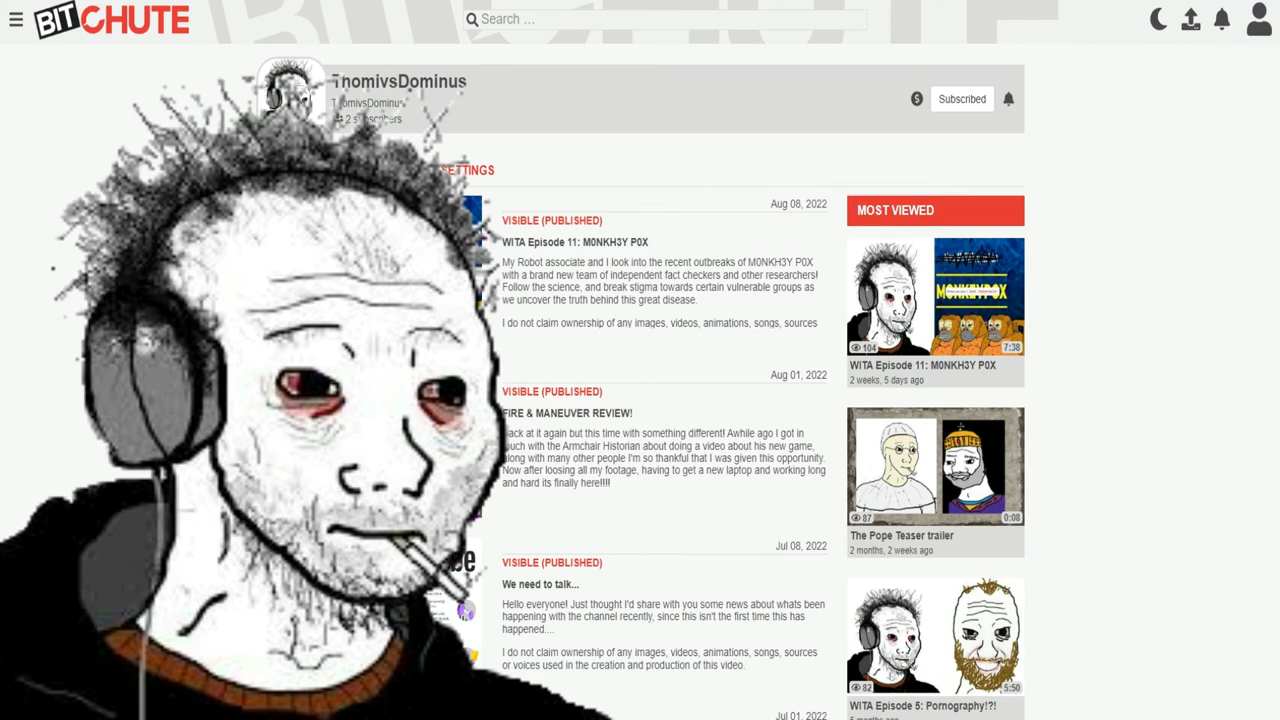 BITCHUTE
Search ...
ThomivsDominus
ThomivsDominus
2 subscribers
Subscribed
SETTINGS
Aug 08, 2022
VISIBLE (PUBLISHED)
WITA Episode 11: M0NKH3Y P0X
My Robot associate and I look into the recent outbreaks of M0NKH3Y P0X
with a brand new team of independent fact checkers and other researchers!
Follow the science, and break stigma towards certain vulnerable groups as
we uncover the truth behind this great disease.
I do not claim ownership of any images, videos, animations, songs, sources
Aug 01, 2022
VISIBLE (PUBLISHED)
FIRE & MANEUVER REVIEW!
Back at it again but this time with something different! Awhile ago I got in
touch with the Armchair Historian about doing a video about his new game,
along with many other people I'm so thankful that I was given this opportunity.
Now after loosing all my footage, having to get a new laptop and working long
and hard its finally here!!!!
Jul 08, 2022
VISIBLE (PUBLISHED)
We need to talk...
Hello everyone! Just thought I'd share with you some news about whats been
happening with the channel recently, since this isn't the first time this has
happened....
I do not claim ownership of any images, videos, animations, songs, sources
or voices used in the creation and production of this video.
Jul 01, 2022
be
MOST VIEWED
MONKEYPOX
104
7:38
WITA Episode 11: M0NKH3Y P0X
2 weeks, 5 days ago
87
0:08
The Pope Teaser trailer
2 months, 2 weeks ago
82
5:50
WITA Episode 5: Pornography!?!
5 months ago